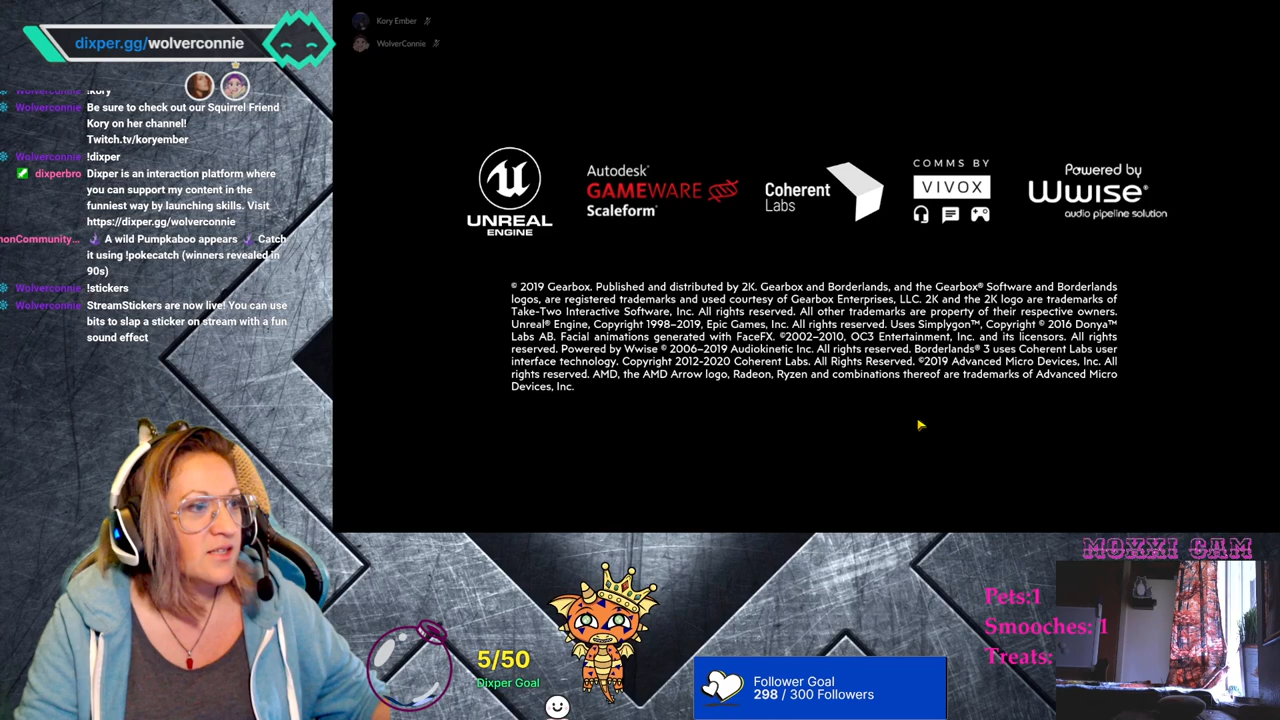 dixper.gg/wolverconnie
Wolverconnie !kory
Wolverconnie Be sure to check out our Squirrel Friend
Kory on her channel!
Twitch.tv/koryember
Wolverconnie !dixper
dixperbro Dixper is an interaction platform where
you can support my content in the
funniest way by launching skills. Visit
https://dixper.gg/wolverconnie
monCommunity... A wild Pumpkaboo appears Catch
it using !pokecatch (winners revealed in
90s)
Wolverconnie !stickers
Wolverconnie StreamStickers are now live! You can use
bits to slap a sticker on stream with a fun
sound effect
Kory Ember
WolverConnie
UNREAL
ENGINE
Autodesk®
GAMEWARE
Scaleform®
Coherent
Labs
COMMS BY
VIVOX
Powered by
Wwise®
audio pipeline solution
© 2019 Gearbox. Published and distributed by 2K. Gearbox and Borderlands, and the Gearbox® Software and Borderlands
logos, are registered trademarks and used courtesy of Gearbox Enterprises, LLC. 2K and the 2K logo are trademarks of
Take-Two Interactive Software, Inc. All rights reserved. All other trademarks are property of their respective owners.
Unreal® Engine, Copyright 1998–2019, Epic Games, Inc. All rights reserved. Uses Simplygon™, Copyright © 2016 Donya™
Labs AB. Facial animations generated with FaceFX. ©2002–2010, OC3 Entertainment, Inc. and its licensors. All rights
reserved. Powered by Wwise © 2006–2019 Audiokinetic Inc. All rights reserved. Borderlands® 3 uses Coherent Labs user
interface technology. Copyright 2012-2020 Coherent Labs. All Rights Reserved. ©2019 Advanced Micro Devices, Inc. All
rights reserved. AMD, the AMD Arrow logo, Radeon, Ryzen and combinations thereof are trademarks of Advanced Micro
Devices, Inc.
5/50
Dixper Goal
Follower Goal
298 / 300 Followers
MOXXI CAM
Pets:1
Smooches: 1
Treats: